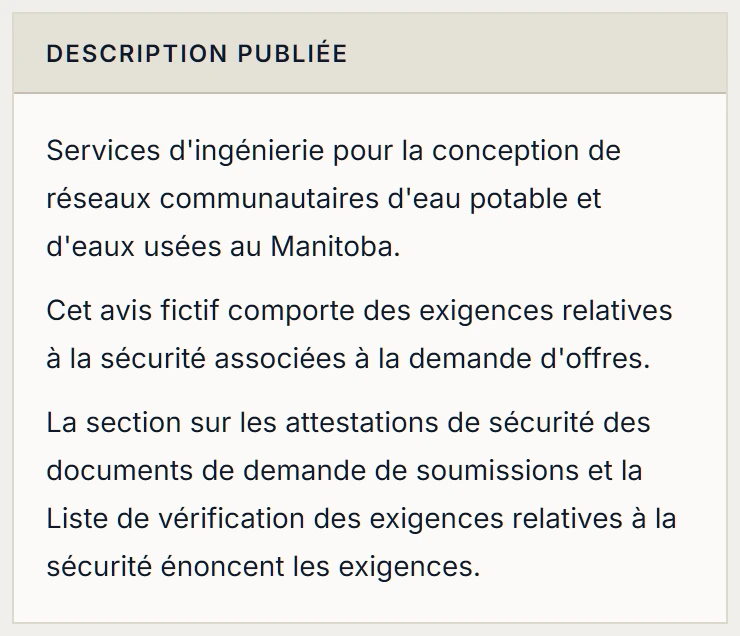 DESCRIPTION PUBLIÉE
Services d'ingénierie pour la conception de
réseaux communautaires d'eau potable et
d'eaux usées au Manitoba.
Cet avis fictif comporte des exigences relatives
à la sécurité associées à la demande d'offres.
La section sur les attestations de sécurité des
documents de demande de soumissions et la
Liste de vérification des exigences relatives à la
sécurité énoncent les exigences.